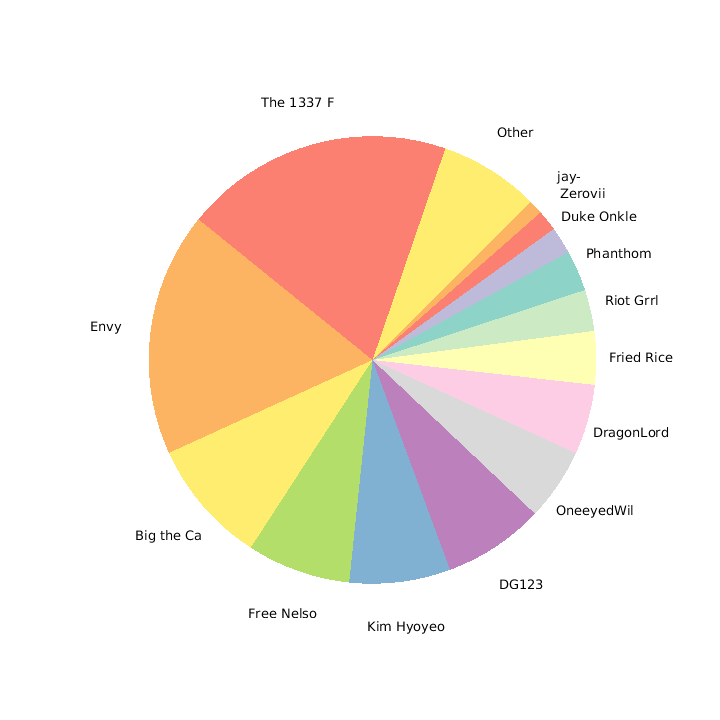 The 1337 F
Other
jay-
Zerovii
Duke Onkle
Phanthom
Riot Grrl
Envy
Fried Rice
DragonLord
OneeyedWil
Big the Ca
DG123
Free Nelso
Kim Hyoyeo